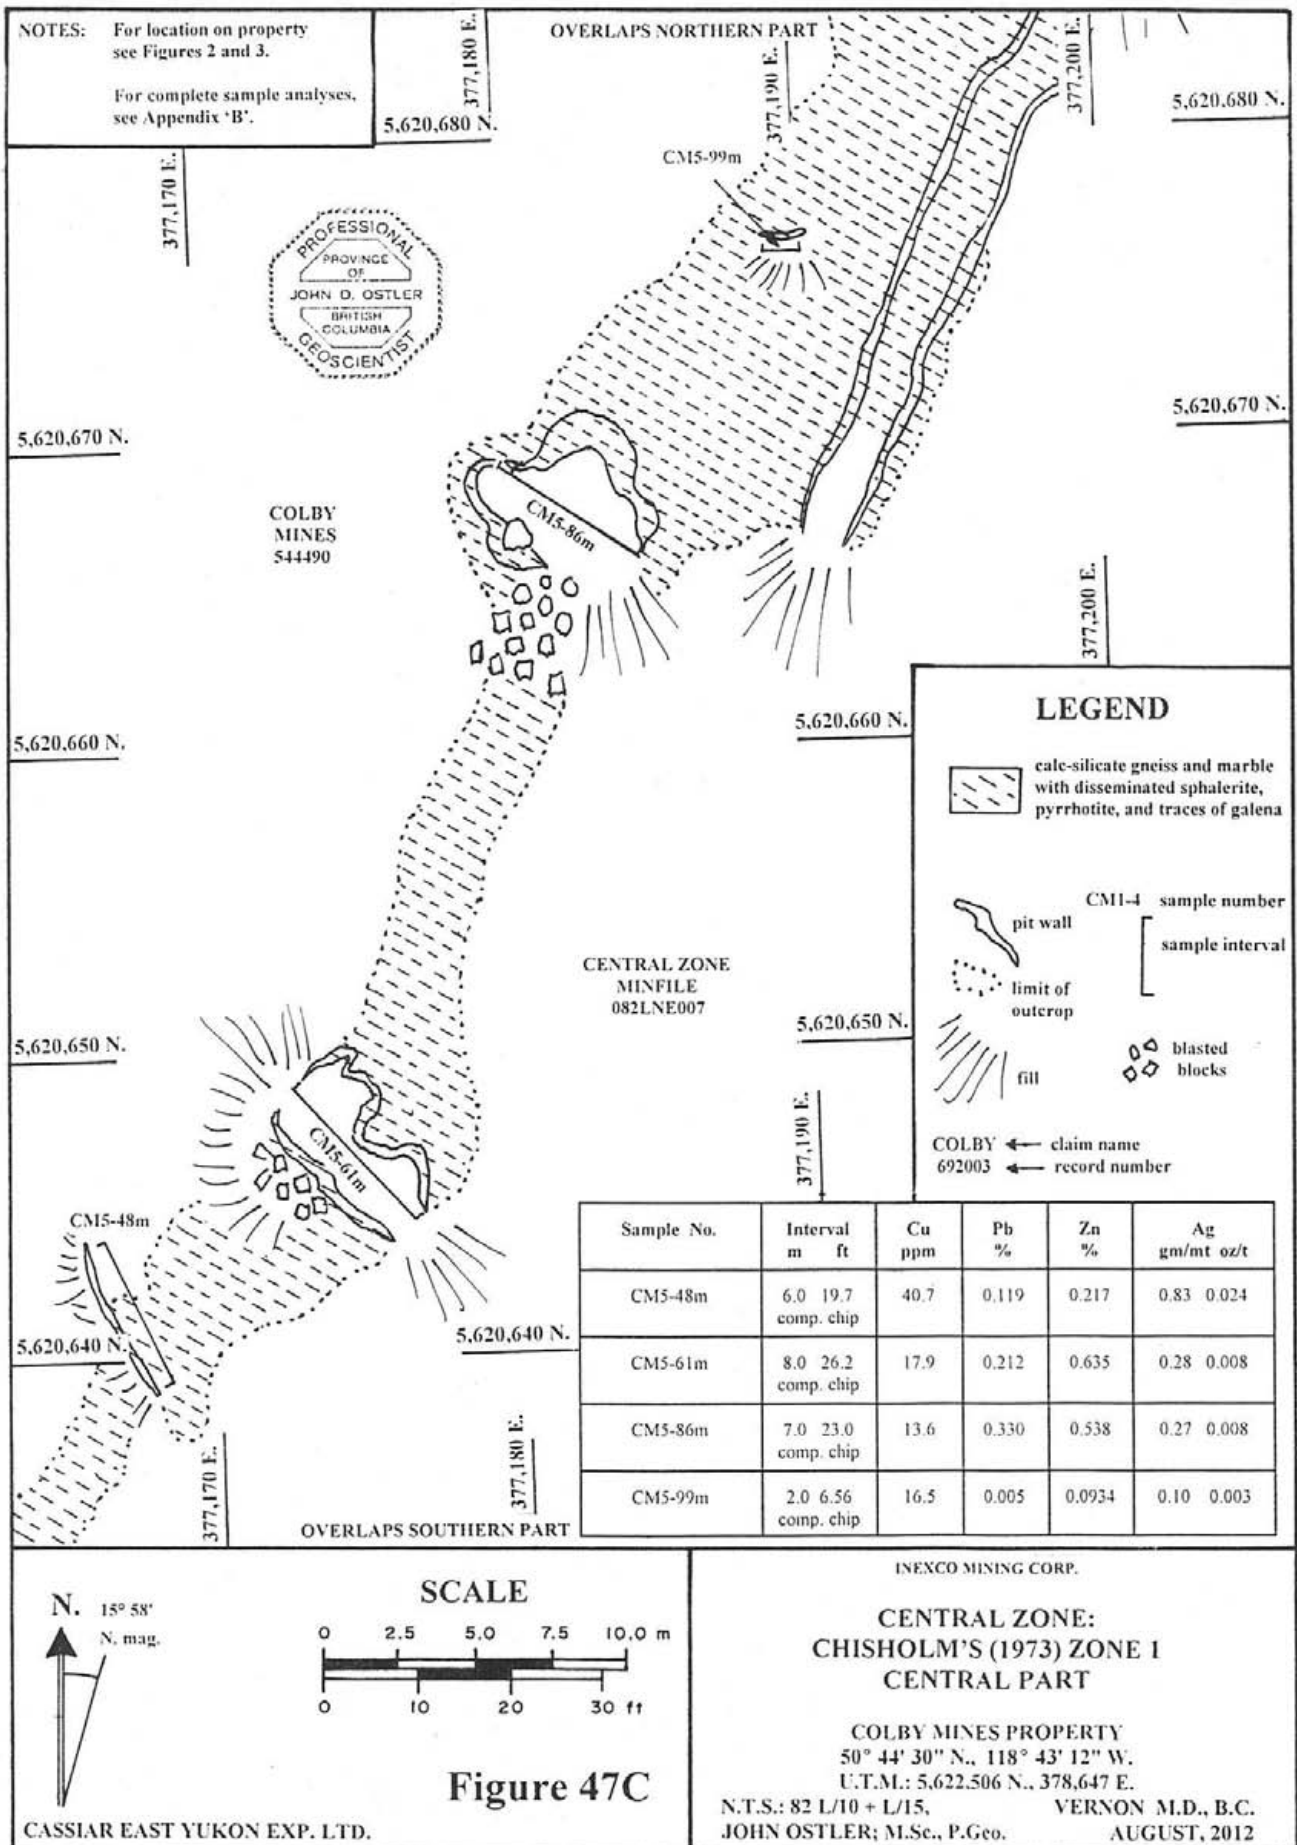 NOTES: For location on property
see Figures 2 and 3.
For complete sample analyses,
see Appendix 'B'.
377,180 E.
5,620,680 N.
OVERLAPS NORTHERN PART
377,190 E.
377,200 E.
5,620,680 N.
377,170 E.
CM5-99m
PROFESSIONAL
PROVINCE
OF
JOHN D. OSTLER
BRITISH
COLUMBIA
GEOSCIENTIST
5,620,670 N.
5,620,670 N.
COLBY
MINES
544490
CM5-86m
377,200 E.
5,620,660 N.
5,620,660 N.
LEGEND
calc-silicate gneiss and marble
with disseminated sphalerite,
pyrrhotite, and traces of galena
pit wall
CM1-4 sample number
sample interval
limit of
outcrop
fill
blasted
blocks
COLBY claim name
692003 record number
CENTRAL ZONE
MINFILE
082LNE007
5,620,650 N.
5,620,650 N.
377,190 E.
CM5-61m
CM5-48m
5,620,640 N.
5,620,640 N.
377,170 E.
377,180 E.
OVERLAPS SOUTHERN PART
Sample No. Interval Cu Pb Zn Ag
m ft ppm % % gm/mt oz/t
CM5-48m 6.0 19.7 40.7 0.119 0.217 0.83 0.024
comp. chip
CM5-61m 8.0 26.2 17.9 0.212 0.635 0.28 0.008
comp. chip
CM5-86m 7.0 23.0 13.6 0.330 0.538 0.27 0.008
comp. chip
CM5-99m 2.0 6.56 16.5 0.005 0.0934 0.10 0.003
comp. chip
N. 15° 58'
N. mag.
SCALE
0 2.5 5.0 7.5 10.0 m
0 10 20 30 ft
Figure 47C
CASSIAR EAST YUKON EXP. LTD.
INEXCO MINING CORP.
CENTRAL ZONE:
CHISHOLM'S (1973) ZONE 1
CENTRAL PART
COLBY MINES PROPERTY
50° 44' 30" N., 118° 43' 12" W.
U.T.M.: 5,622,506 N., 378,647 E.
N.T.S.: 82 L/10 + L/15, VERNON M.D., B.C.
JOHN OSTLER; M.Sc., P.Geo. AUGUST, 2012